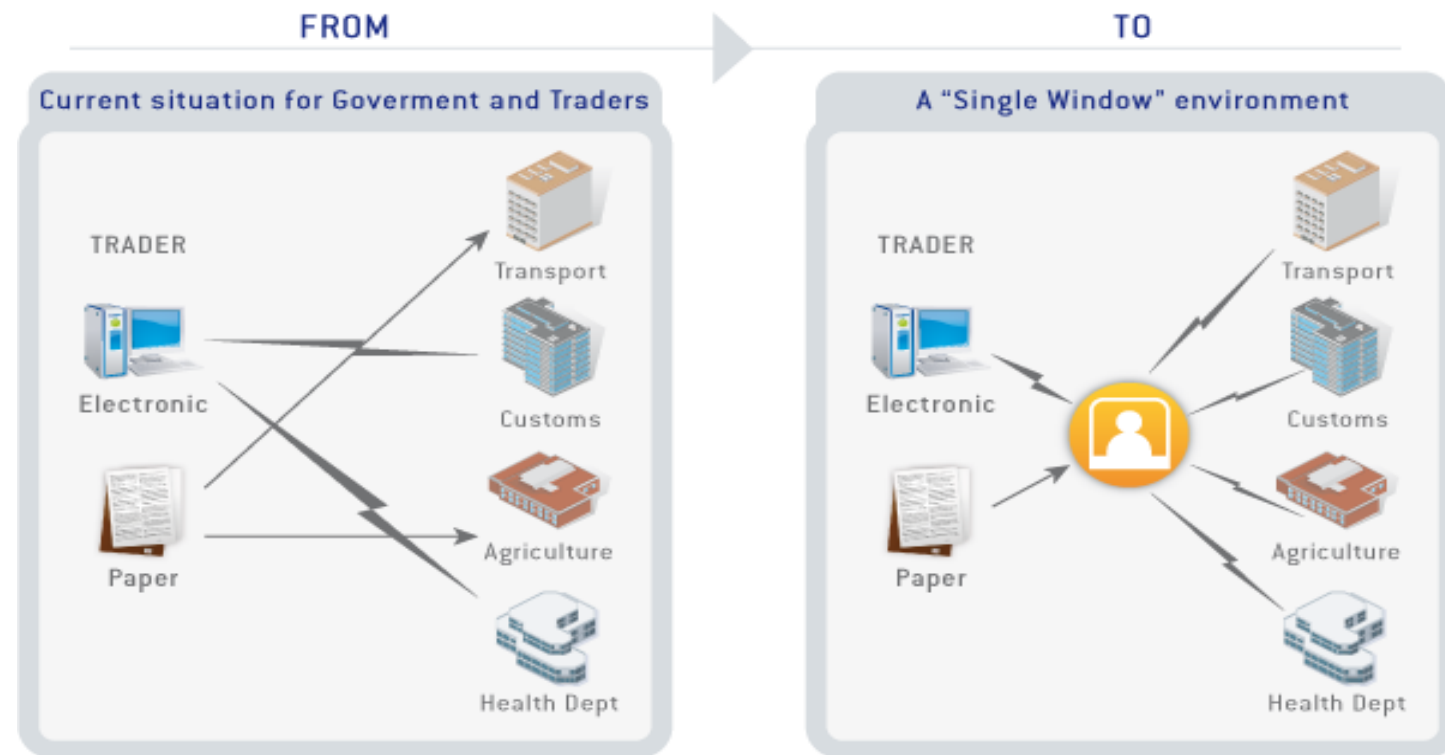 FROM
TO
Current situation for Goverment and Traders
TRADER
Electronic
Paper
Transport
Customs
Agriculture
Health Dept
A “Single Window” environment
TRADER
Electronic
Paper
Transport
Customs
Agriculture
Health Dept